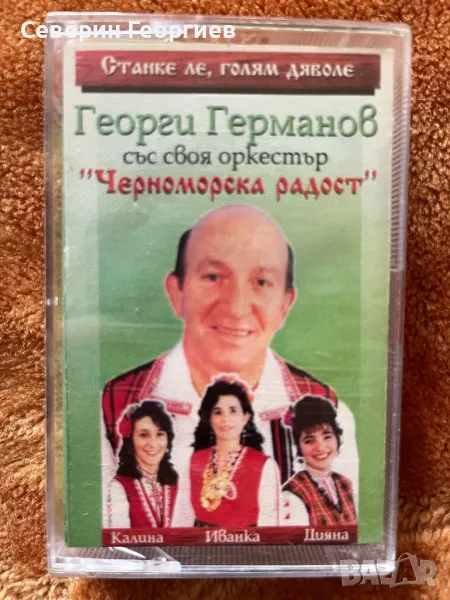 Северин Георгиев
Станке ле, голям дяволе
Георги Германов
със своя оркестър
"Черноморска радост"
Калина Иванка Цияна
BAZAR